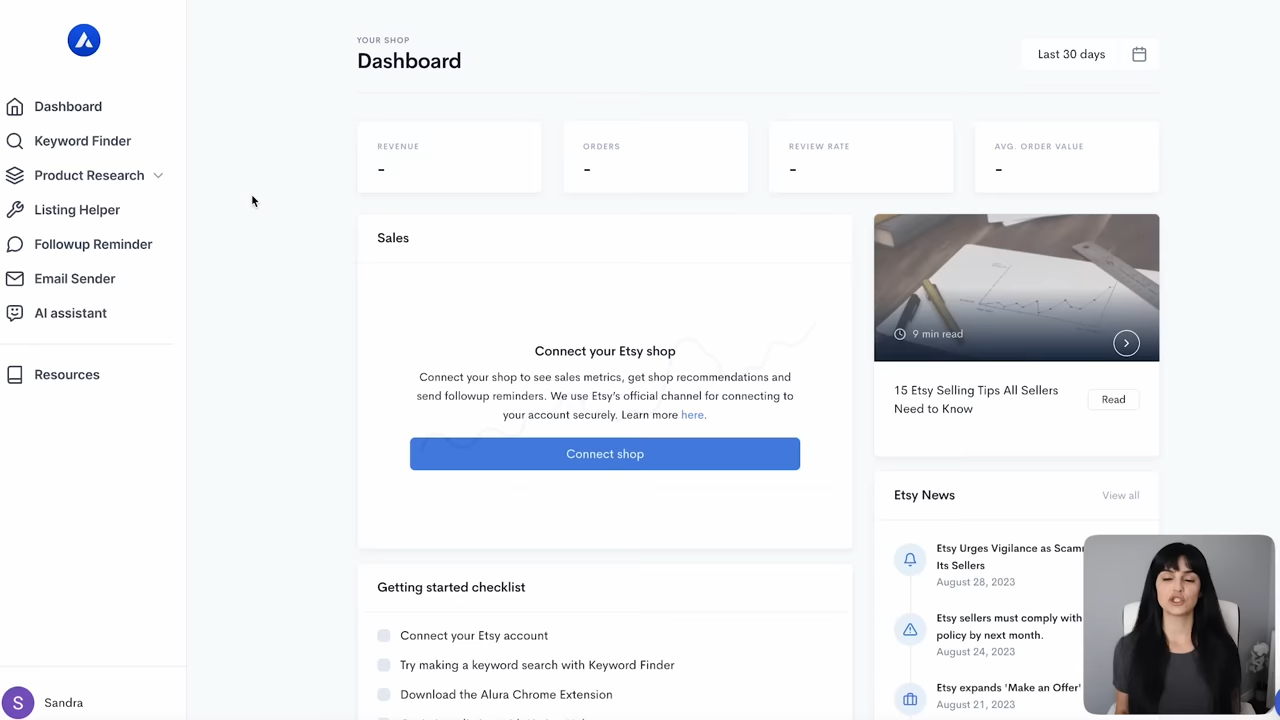 Dashboard
Keyword Finder
Product Research
Listing Helper
Followup Reminder
Email Sender
AI assistant
Resources
S
Sandra
YOUR SHOP
Dashboard
Last 30 days
REVENUE
-
ORDERS
-
REVIEW RATE
-
AVG. ORDER VALUE
-
Sales
Connect your Etsy shop
Connect your shop to see sales metrics, get shop recommendations and
send followup reminders. We use Etsy's official channel for connecting to
your account securely. Learn more here.
Connect shop
Getting started checklist
Connect your Etsy account
Try making a keyword search with Keyword Finder
Download the Alura Chrome Extension
9 min read
15 Etsy Selling Tips All Sellers
Need to Know
Read
Etsy News
View all
Etsy Urges Vigilance as
Its Sellers
August 28, 2023
Etsy sellers must comply with
policy by next month.
August 24, 2023
Etsy expands 'Make an Offer'
August 21, 2023